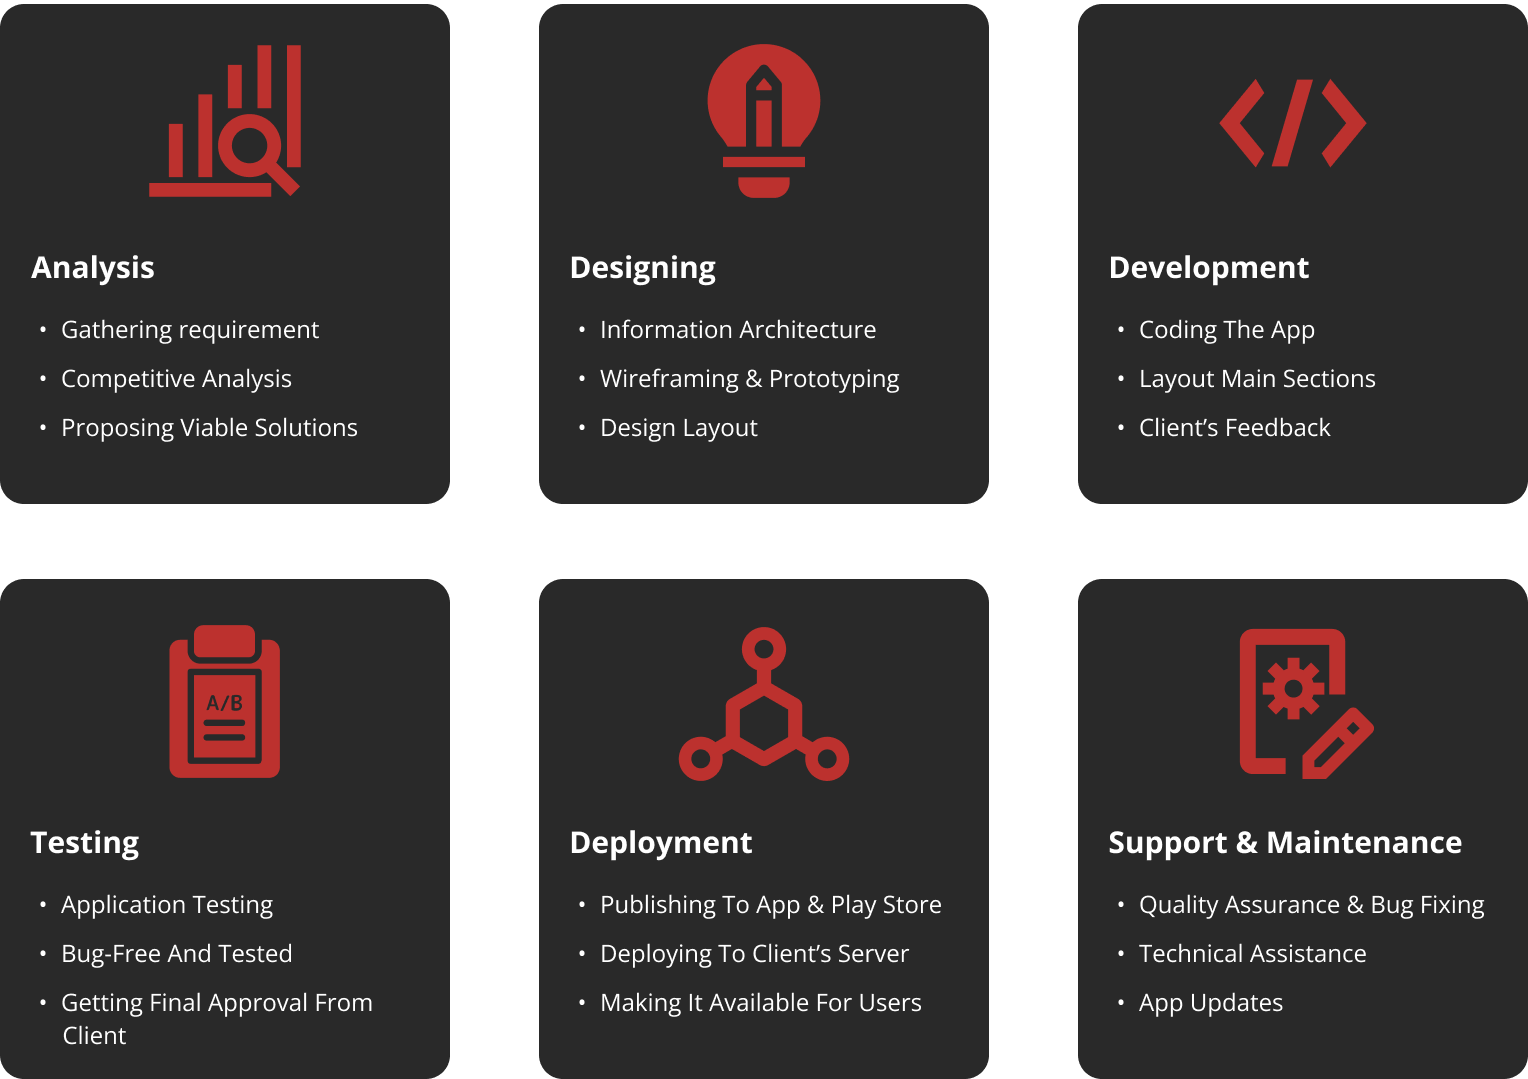 Analysis
• Gathering requirement
• Competitive Analysis
• Proposing Viable Solutions
Designing
• Information Architecture
• Wireframing & Prototyping
• Design Layout
Development
• Coding The App
• Layout Main Sections
• Client’s Feedback
A/B
Testing
• Application Testing
• Bug-Free And Tested
• Getting Final Approval From
Client
Deployment
• Publishing To App & Play Store
• Deploying To Client’s Server
• Making It Available For Users
Support & Maintenance
• Quality Assurance & Bug Fixing
• Technical Assistance
• App Updates